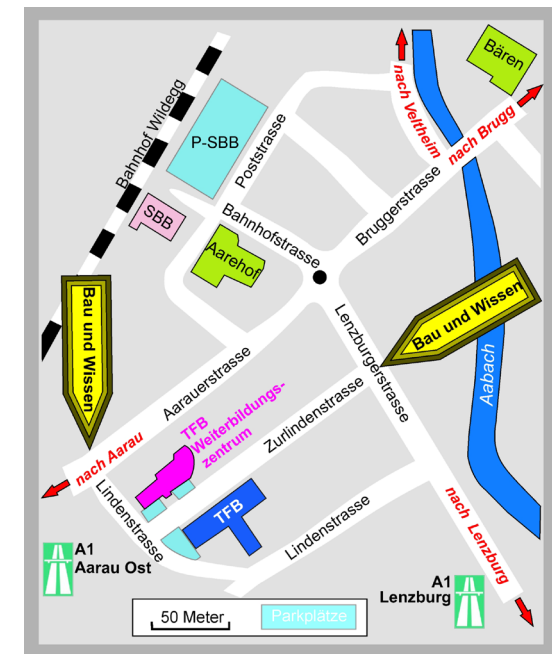 Bären
nach Veltheim
nach Brugg
Bahnhof Wildegg
P-SBB
Poststrasse
SBB
Bahnhofstrasse
Bruggerstrasse
Aarehof
Bau und Wissen
Bau und Wissen
Lenzburgerstrasse
Aabach
Aarauerstrasse
TFB
Weiterbildungs-
zentrum
Zurlindenstrasse
nach Aarau
Lindenstrasse
TFB
Lindenstrasse
nach Lenzburg
A1
Aarau Ost
A1
Lenzburg
50 Meter
Parkplätze